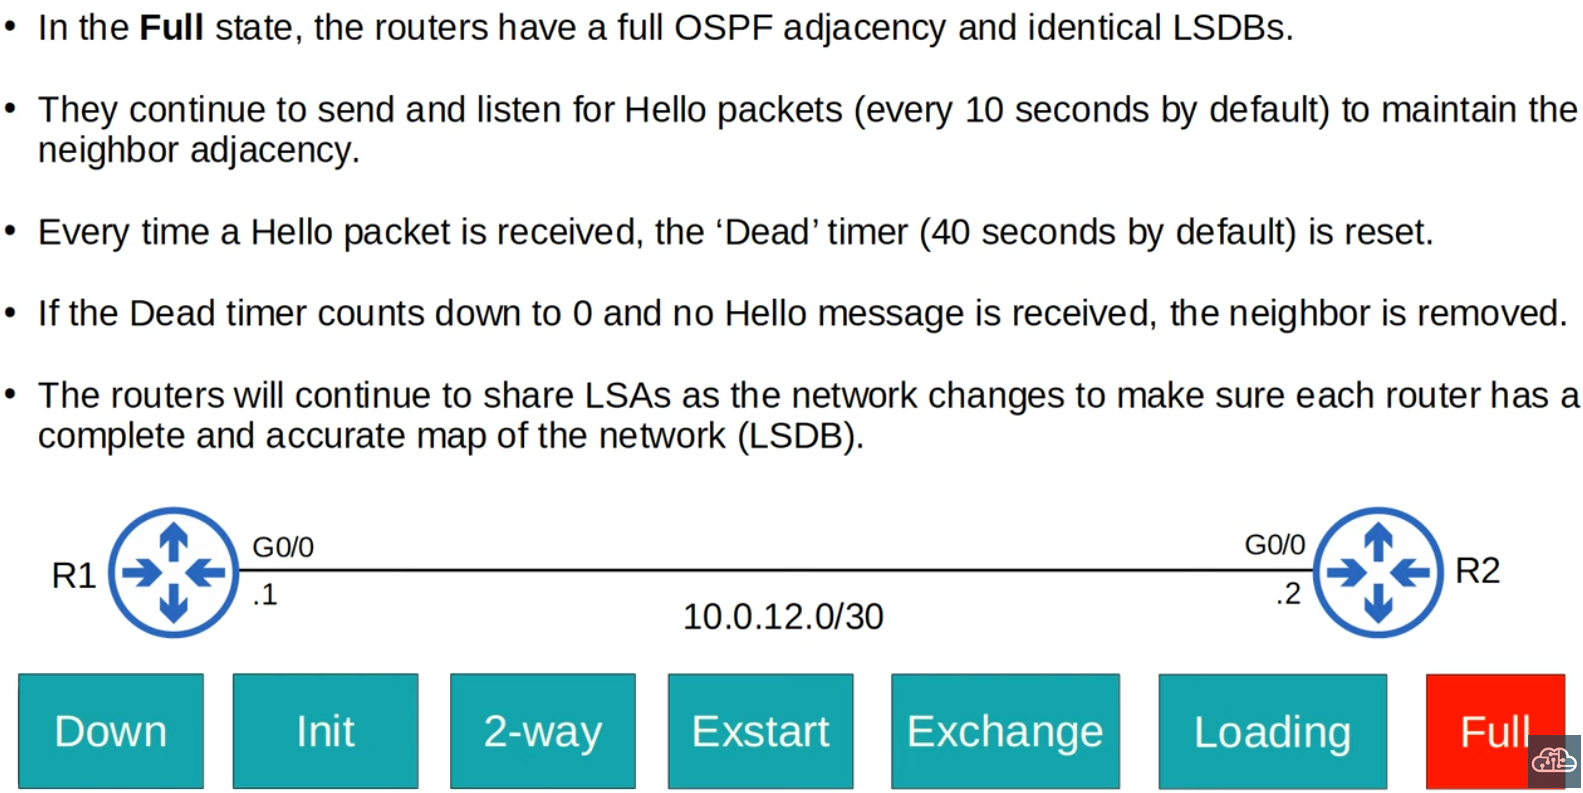 • In the Full state, the routers have a full OSPF adjacency and identical LSDBs.
• They continue to send and listen for Hello packets (every 10 seconds by default) to maintain the
neighbor adjacency.
• Every time a Hello packet is received, the ‘Dead’ timer (40 seconds by default) is reset.
• If the Dead timer counts down to 0 and no Hello message is received, the neighbor is removed.
• The routers will continue to share LSAs as the network changes to make sure each router has a
complete and accurate map of the network (LSDB).
R1
G0/0
.1
10.0.12.0/30
G0/0
.2
R2
Down
Init
2-way
Exstart
Exchange
Loading
Full